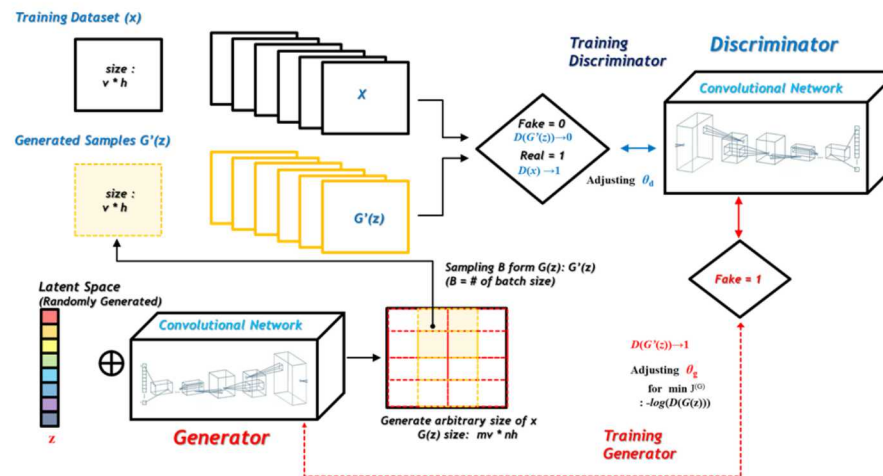 Training Dataset (x)
size :
v * h
X
Generated Samples G'(z)
size :
v * h
G'(z)
Training
Discriminator
Discriminator
Convolutional Network
Fake = 0
D(G'(z))→0
Real = 1
D(x) →1
Adjusting θd
Fake = 1
Sampling B form G(z): G'(z)
(B = # of batch size)
Latent Space
(Randomly Generated)
Convolutional Network
z
Generator
Generate arbitrary size of x
G(z) size: mv * nh
D(G'(z))→1
Adjusting θg
for min J(G)
: -log(D(G(z)))
Training
Generator